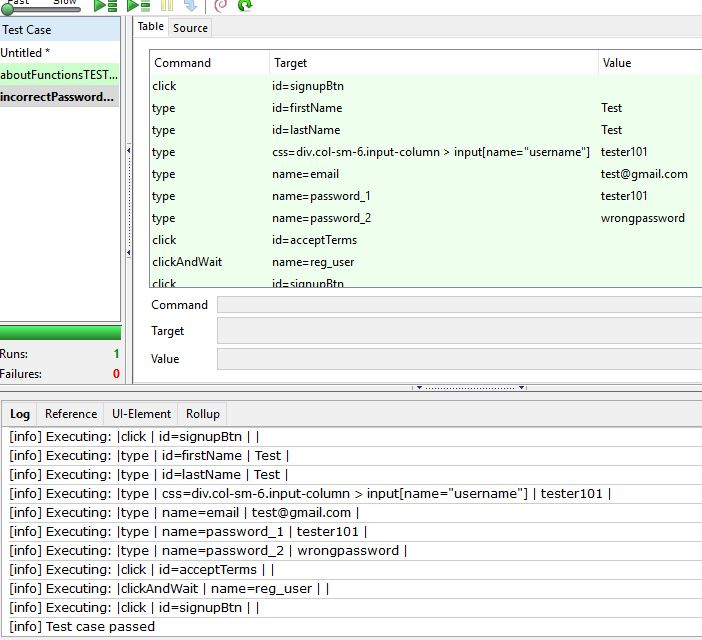 Fast Slow
Test Case
Untitled *
aboutFunctionsTEST...
incorrectPassword...
Runs: 1
Failures: 0
Table Source
Command Target Value
click id=signupBtn
type id=firstName Test
type id=lastName Test
type css=div.col-sm-6.input-column > input[name="username"] tester101
type name=email test@gmail.com
type name=password_1 tester101
type name=password_2 wrongpassword
click id=acceptTerms
clickAndWait name=reg_user
click id=signupBtn
Command
Target
Value
Log Reference UI-Element Rollup
[info] Executing: |click | id=signupBtn | |
[info] Executing: |type | id=firstName | Test |
[info] Executing: |type | id=lastName | Test |
[info] Executing: |type | css=div.col-sm-6.input-column > input[name="username"] | tester101 |
[info] Executing: |type | name=email | test@gmail.com |
[info] Executing: |type | name=password_1 | tester101 |
[info] Executing: |type | name=password_2 | wrongpassword |
[info] Executing: |click | id=acceptTerms | |
[info] Executing: |clickAndWait | name=reg_user | |
[info] Executing: |click | id=signupBtn | |
[info] Test case passed